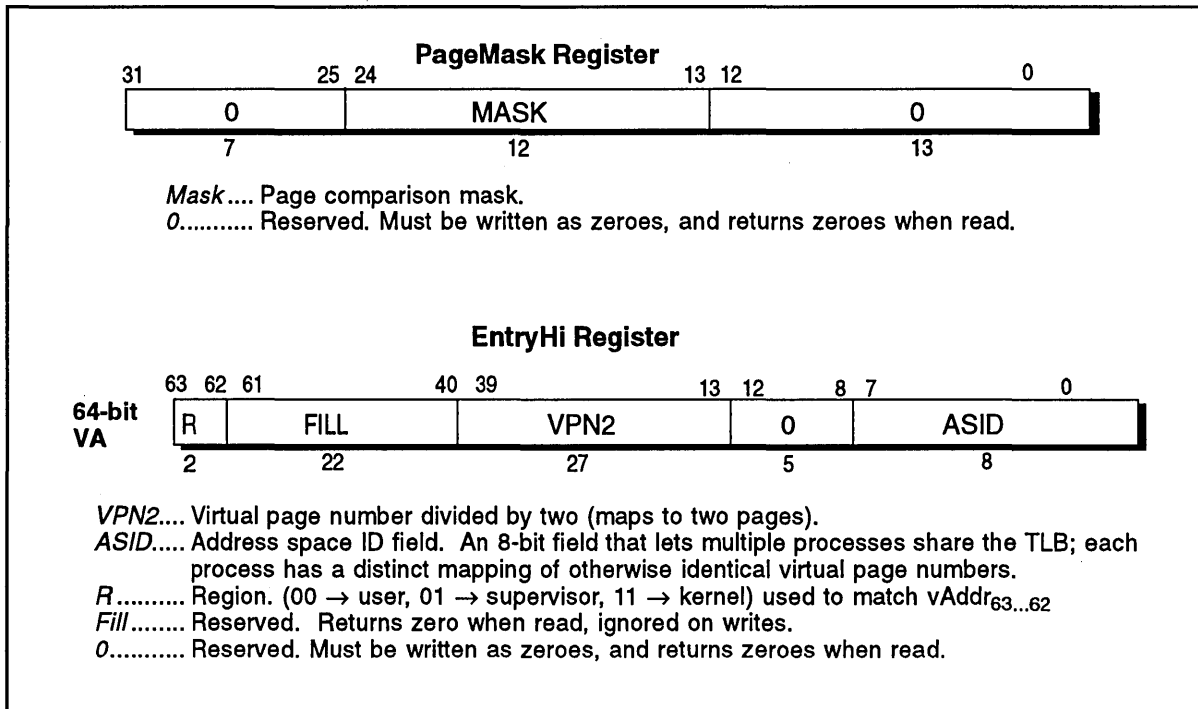 PageMask Register
31 25 24 13 12 0
0 MASK 0
7 12 13
Mask .... Page comparison mask.
0........... Reserved. Must be written as zeroes, and returns zeroes when read.
EntryHi Register
63 62 61 40 39 13 12 8 7 0
64-bit VA R FILL VPN2 0 ASID
2 22 27 5 8
VPN2.... Virtual page number divided by two (maps to two pages).
ASID..... Address space ID field. An 8-bit field that lets multiple processes share the TLB; each
process has a distinct mapping of otherwise identical virtual page numbers.
R.......... Region. (00 → user, 01 → supervisor, 11 → kernel) used to match vAddr63...62
Fill........ Reserved. Returns zero when read, ignored on writes.
0........... Reserved. Must be written as zeroes, and returns zeroes when read.